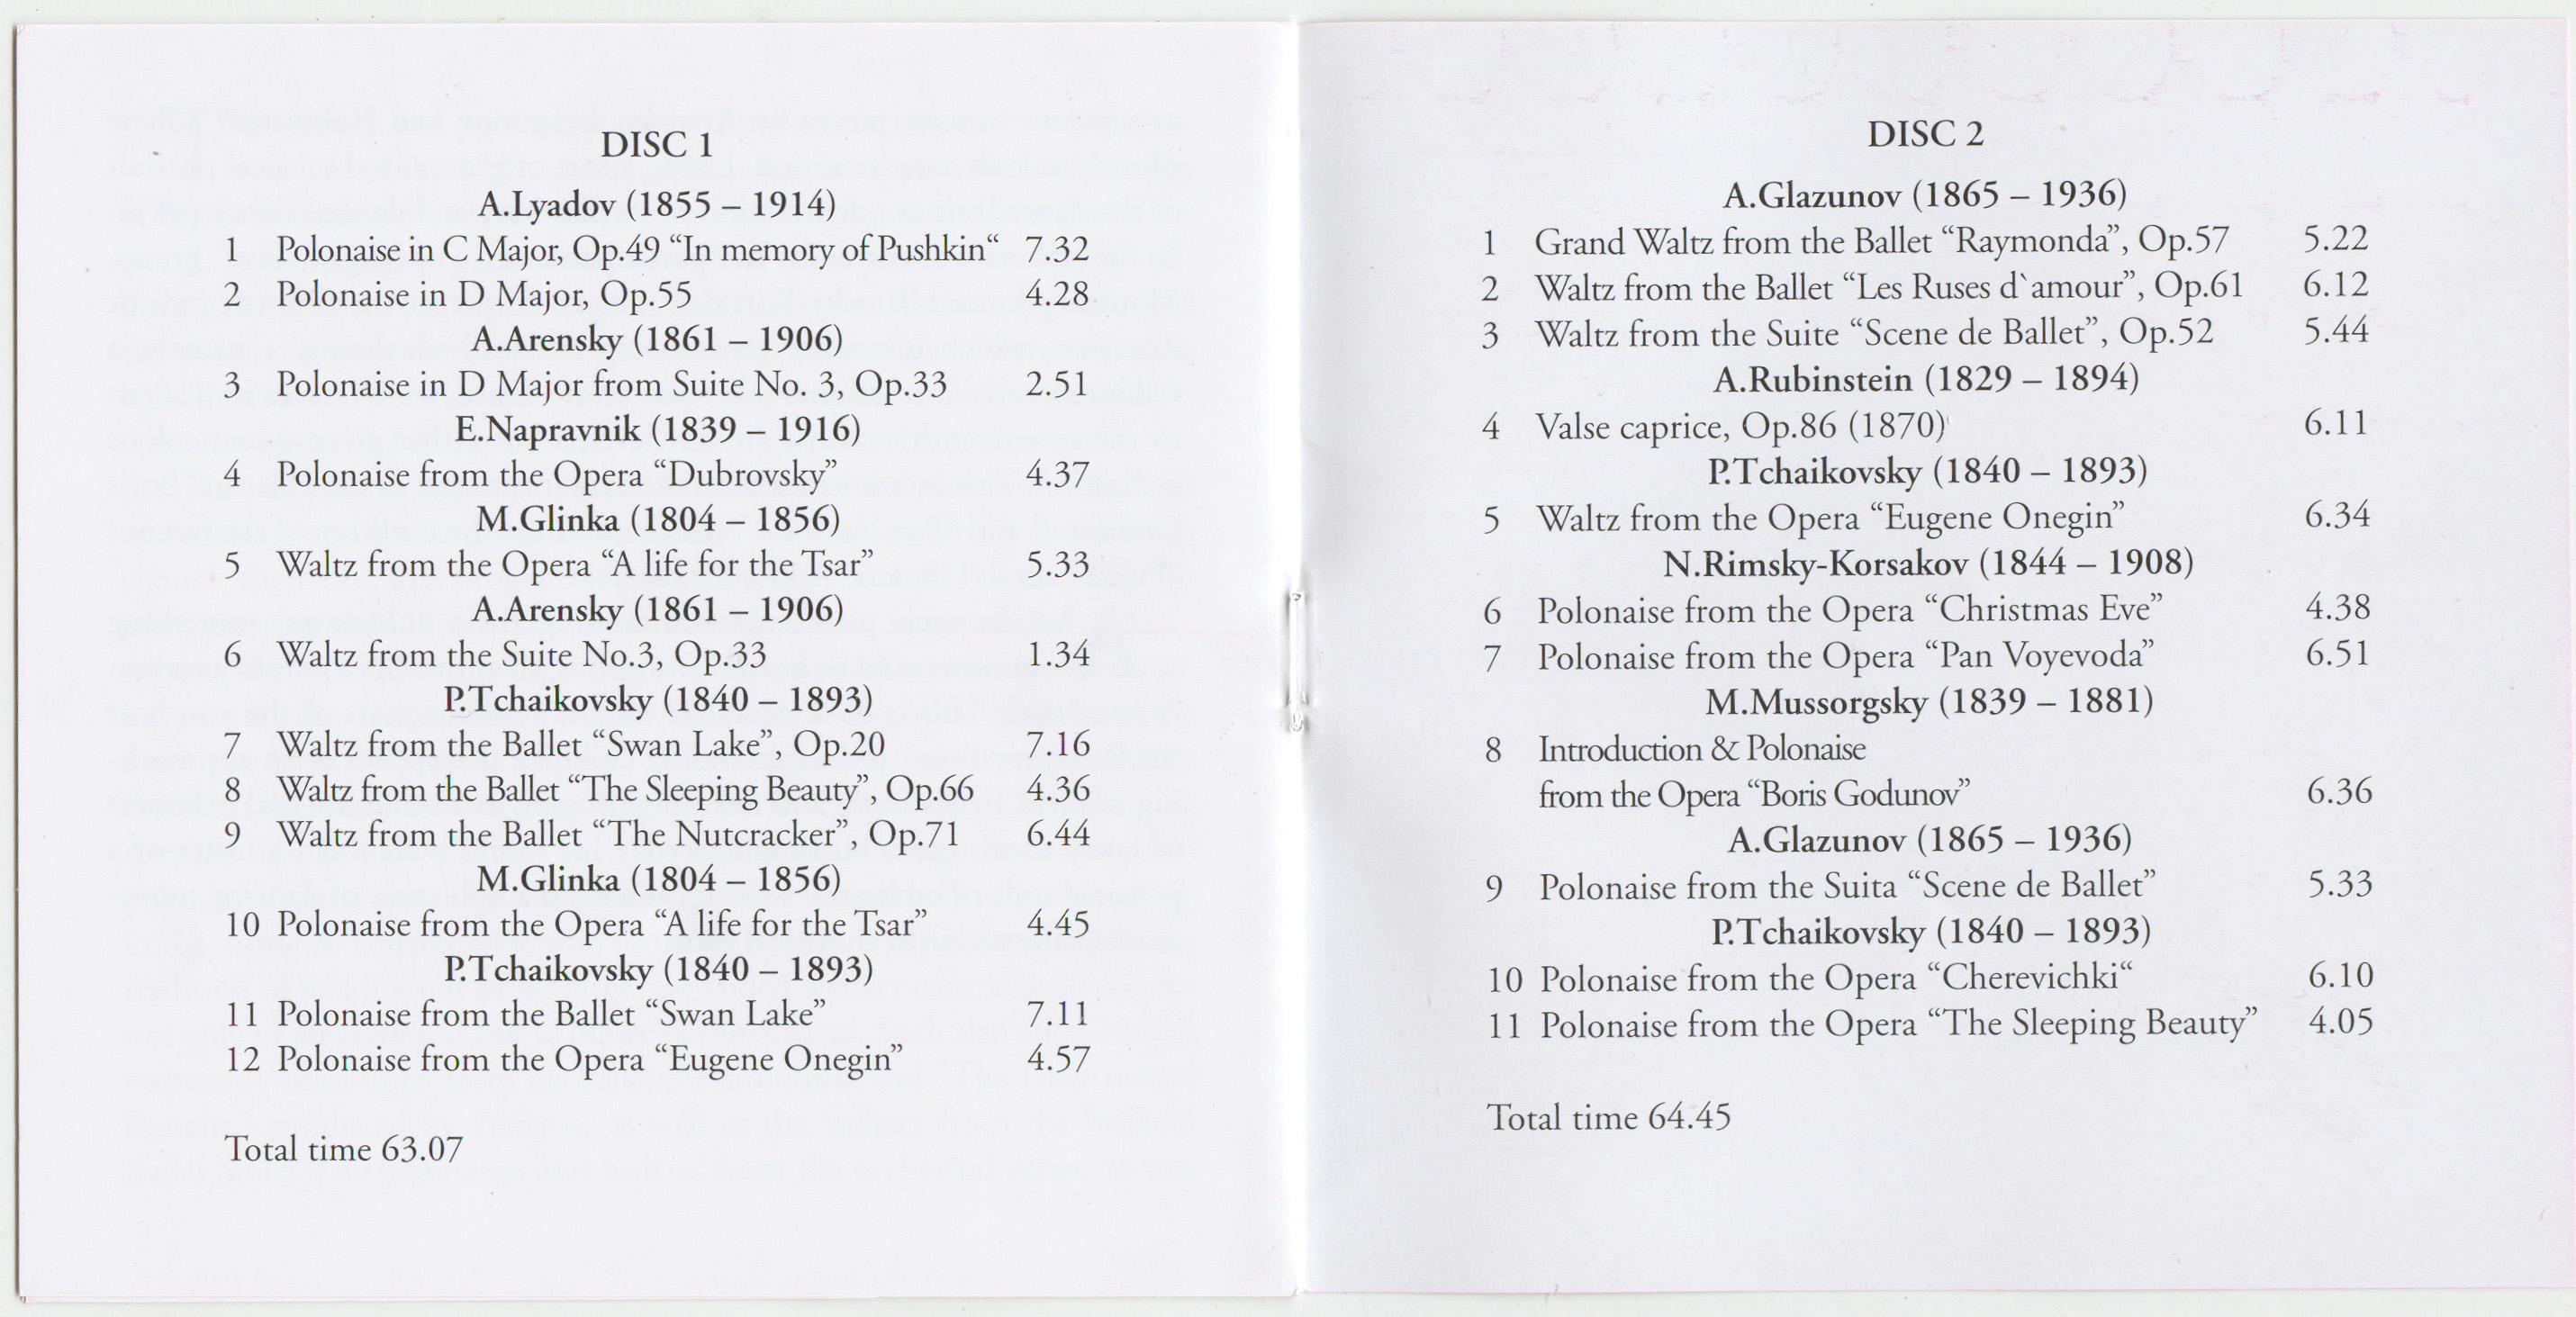 DISC 1
A.Lyadov (1855 – 1914)
1 Polonaise in C Major, Op.49 “In memory of Pushkin“ 7.32
2 Polonaise in D Major, Op.55 4.28
A.Arensky (1861 – 1906)
3 Polonaise in D Major from Suite No. 3, Op.33 2.51
E.Napravnik (1839 – 1916)
4 Polonaise from the Opera “Dubrovsky” 4.37
M.Glinka (1804 – 1856)
5 Waltz from the Opera “A life for the Tsar” 5.33
A.Arensky (1861 – 1906)
6 Waltz from the Suite No.3, Op.33 1.34
P.Tchaikovsky (1840 – 1893)
7 Waltz from the Ballet “Swan Lake”, Op.20 7.16
8 Waltz from the Ballet “The Sleeping Beauty”, Op.66 4.36
9 Waltz from the Ballet “The Nutcracker”, Op.71 6.44
M.Glinka (1804 – 1856)
10 Polonaise from the Opera “A life for the Tsar” 4.45
P.Tchaikovsky (1840 – 1893)
11 Polonaise from the Ballet “Swan Lake” 7.11
12 Polonaise from the Opera “Eugene Onegin” 4.57
Total time 63.07
DISC 2
A.Glazunov (1865 – 1936)
1 Grand Waltz from the Ballet “Raymonda”, Op.57 5.22
2 Waltz from the Ballet “Les Ruses d`amour”, Op.61 6.12
3 Waltz from the Suite “Scene de Ballet”, Op.52 5.44
A.Rubinstein (1829 – 1894)
4 Valse caprice, Op.86 (1870) 6.11
P.Tchaikovsky (1840 – 1893)
5 Waltz from the Opera “Eugene Onegin” 6.34
N.Rimsky-Korsakov (1844 – 1908)
6 Polonaise from the Opera “Christmas Eve” 4.38
7 Polonaise from the Opera “Pan Voyevoda” 6.51
M.Mussorgsky (1839 – 1881)
8 Introduction & Polonaise
from the Opera “Boris Godunov” 6.36
A.Glazunov (1865 – 1936)
9 Polonaise from the Suita “Scene de Ballet” 5.33
P.Tchaikovsky (1840 – 1893)
10 Polonaise from the Opera “Cherevichki“ 6.10
11 Polonaise from the Opera “The Sleeping Beauty” 4.05
Total time 64.45